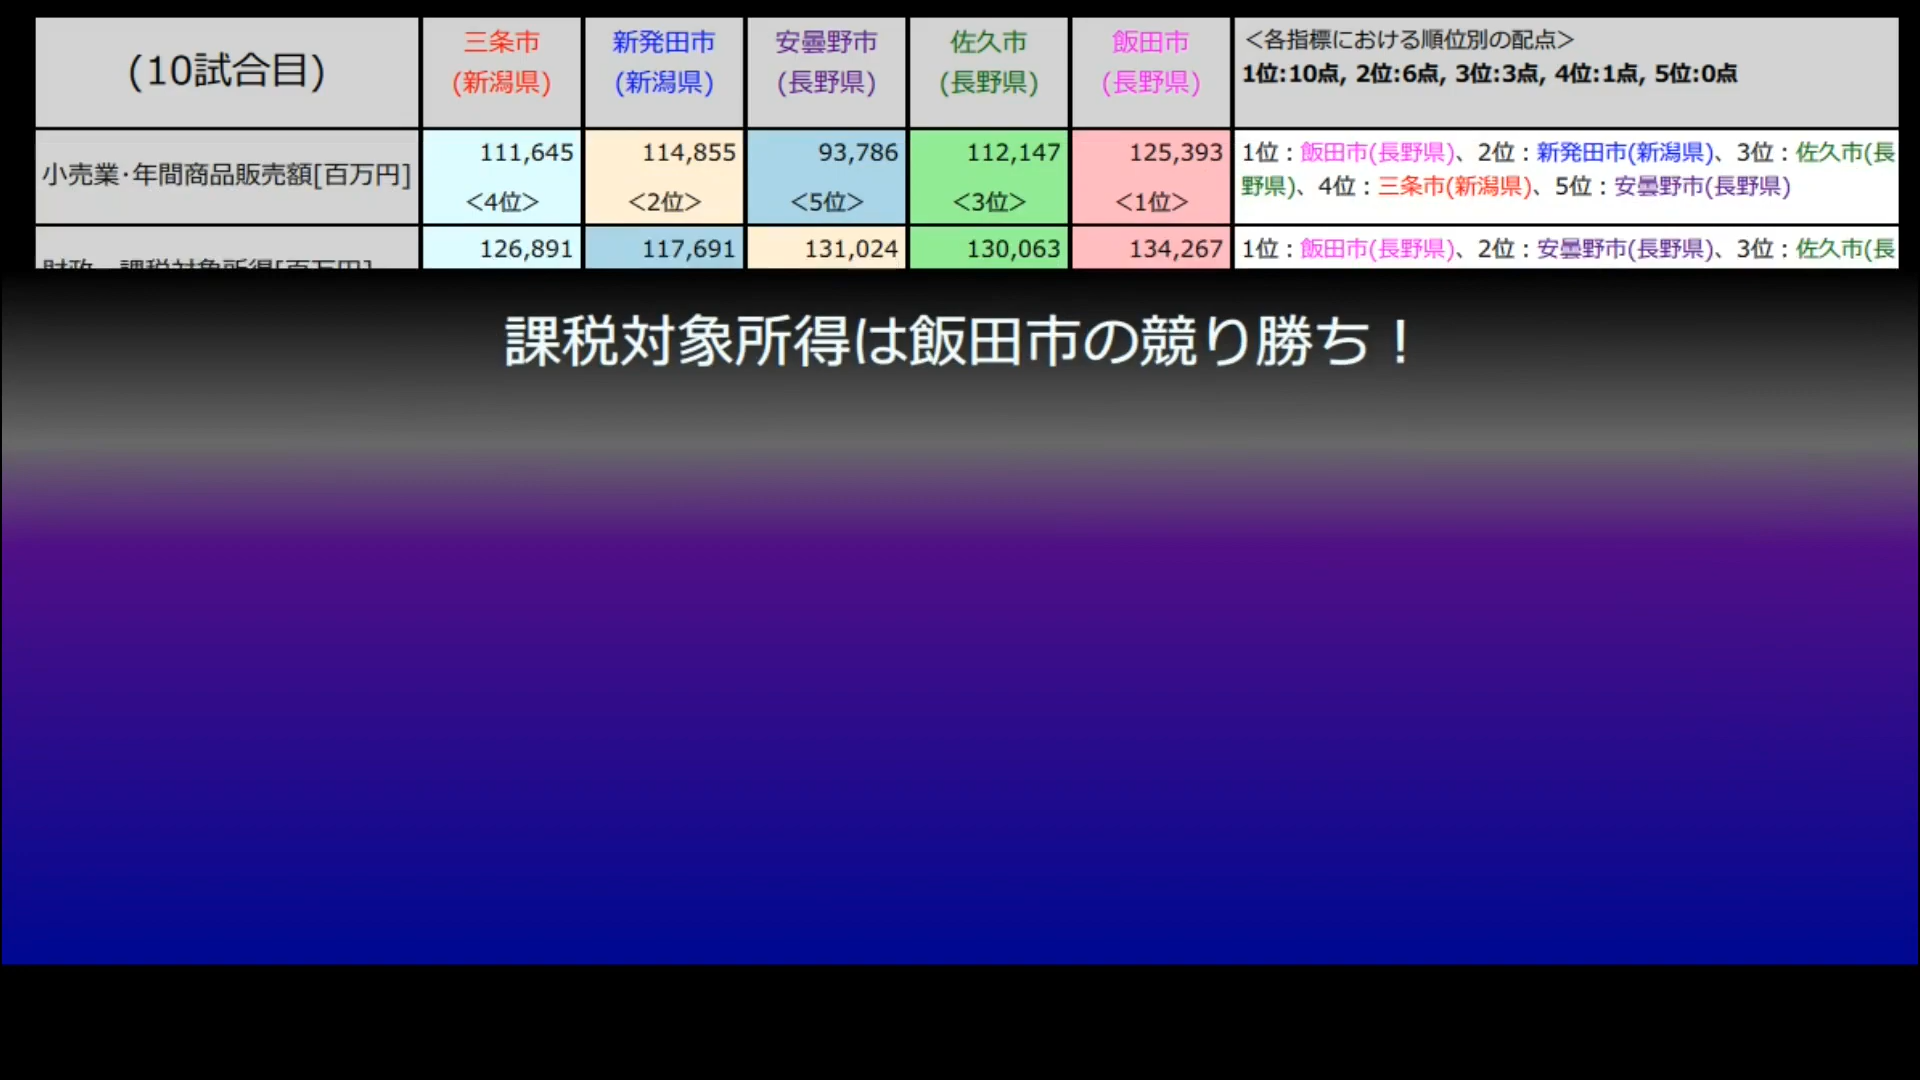 (10試合目)
三条市
(新潟県)
新発田市
(新潟県)
安曇野市
(長野県)
佐久市
(長野県)
飯田市
(長野県)
＜各指標における順位別の配点＞
1位:10点, 2位:6点, 3位:3点, 4位:1点, 5位:0点
小売業･年間商品販売額[百万円]
111,645
<4位>
114,855
<2位>
93,786
<5位>
112,147
<3位>
125,393
<1位>
1位：飯田市(長野県)、2位：新発田市(新潟県)、3位：佐久市(長
野県)、4位：三条市(新潟県)、5位：安曇野市(長野県)
126,891
117,691
131,024
130,063
134,267
1位：飯田市(長野県)、2位：安曇野市(長野県)、3位：佐久市(長
課税対象所得は飯田市の競り勝ち！